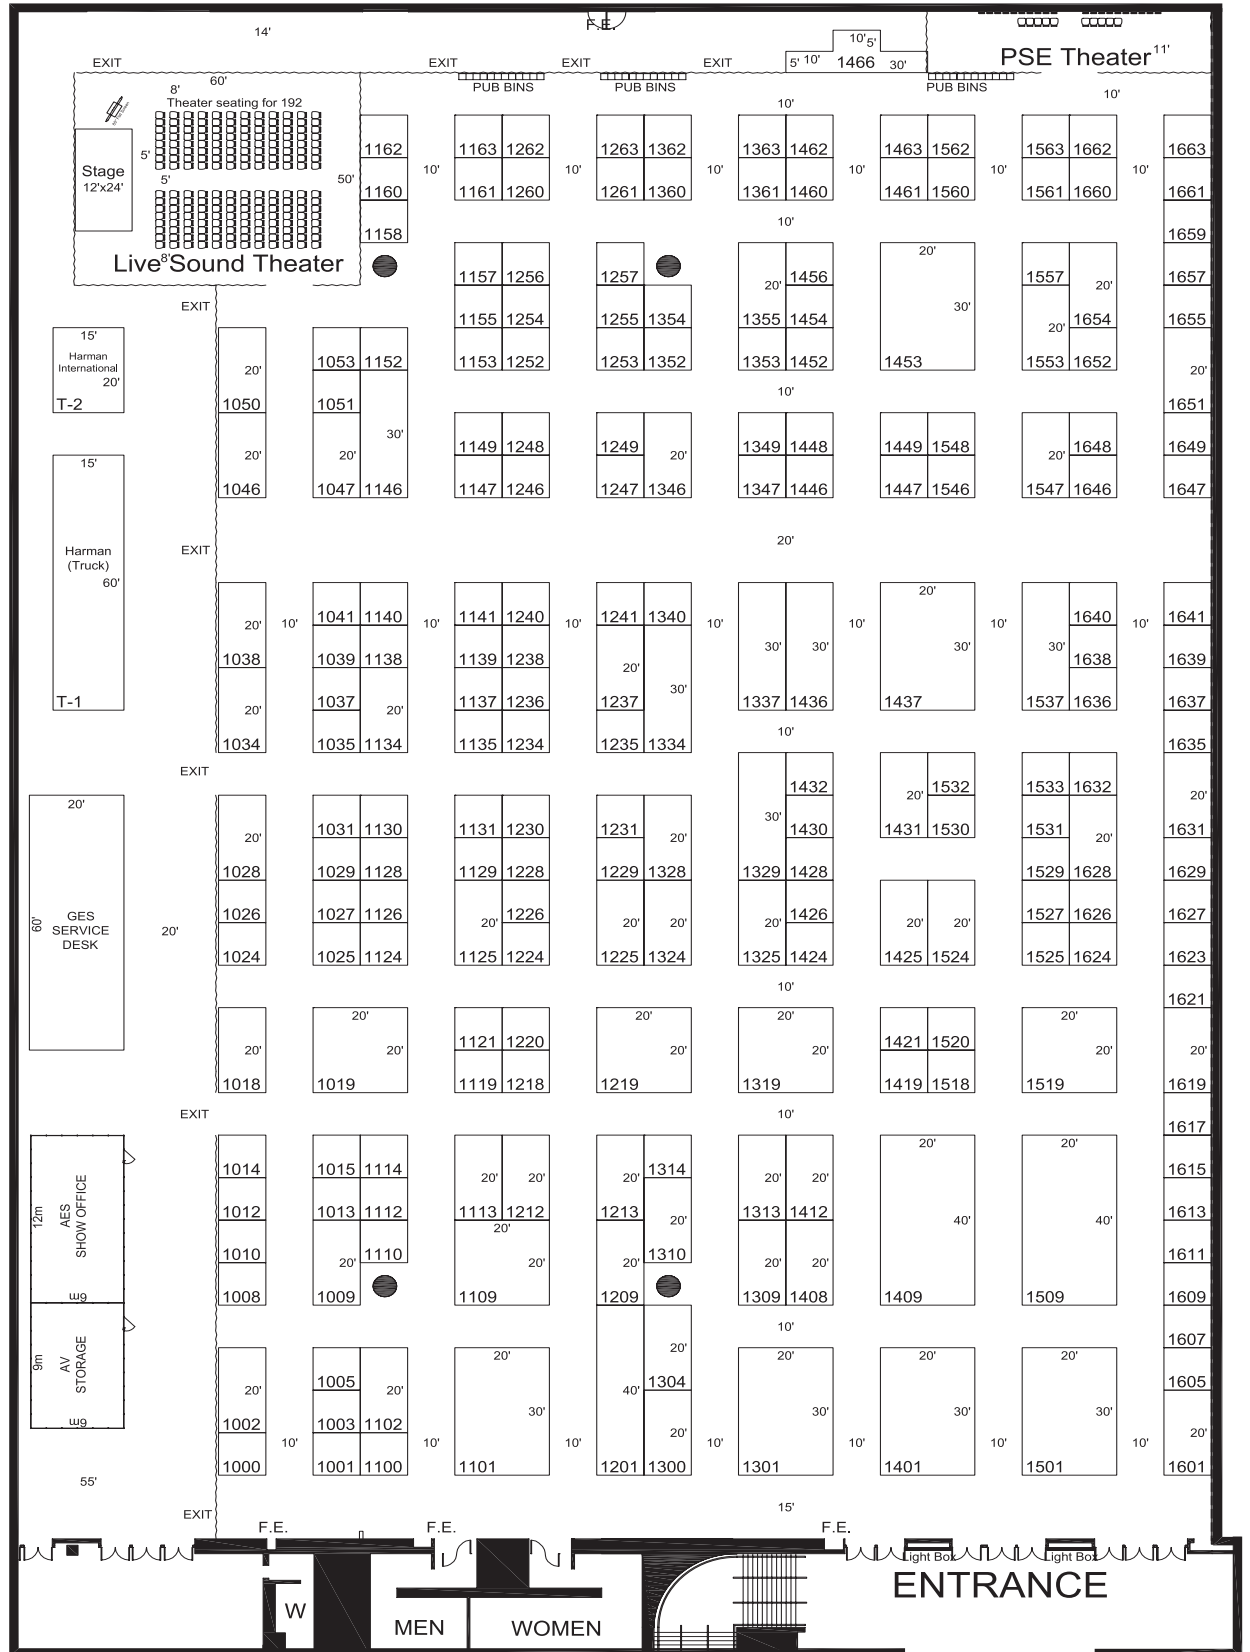 F.E.
14'
10' 5'
EXIT EXIT EXIT EXIT 5' 10' 1466 30' PSE Theater 11'
60' PUB BINS PUB BINS PUB BINS
8' 10' 10'
Theater seating for 192
1162 1163 1262 1263 1362 1363 1462 1463 1562 1563 1662 1663
5'
Stage 10' 10' 10' 10' 10' 10'
5' 50'
12'x24' 1160 1161 1260 1261 1360 1361 1460 1461 1560 1561 1660 1661
10'
1158 1659
Live 8' Sound Theater 20'
1157 1256 1257 1456 1557 1657
20' 20'
EXIT 30'
1155 1254 1255 1354 1355 1454 20' 1654 1655
15'
Harman
International
20' 1053 1152 1153 1252 1253 1352 1353 1452 1453 1553 1652
20' 20'
10'
T-2 1050 1051 1651
30'
1149 1248 1249 1349 1448 1449 1548 1648 1649
15' 20' 20' 20' 20'
1046 1047 1146 1147 1246 1247 1346 1347 1446 1447 1546 1547 1646 1647
EXIT 20'
Harman
(Truck)
60'
20'
1041 1140 1141 1240 1241 1340 1640 1641
20' 10' 10' 10' 10' 10' 10' 10'
30' 30' 30' 30'
1038 1039 1138 1139 1238 20' 1638 1639
30'
T-1 1037 1137 1236 1237 1337 1436 1437 1537 1636 1637
20' 20'
10'
1034 1035 1134 1135 1234 1235 1334 1635
EXIT
1432 1532 1533 1632
20' 20' 20'
20' 30'
1031 1130 1131 1230 1231 1430 1431 1530 1531 1631
20' 20'
1028 1029 1128 1129 1228 1229 1328 1329 1428 1529 1628 1629
60' GES
SERVICE
DESK
1026 1027 1126 1226 1426 1527 1626 1627
20' 20' 20' 20' 20' 20' 20'
1024 1025 1124 1125 1224 1225 1324 1325 1424 1425 1524 1525 1624 1623
10'
1621
20' 20' 20' 20'
1121 1220 1421 1520
20' 20' 20' 20' 20' 20'
1018 1019 1119 1218 1219 1319 1419 1518 1519 1619
EXIT 10'
1617
20' 20'
1014 1015 1114 1314 1615
20' 20' 20' 20' 20'
12m AES
SHOW OFFICE
1012 1013 1112 1113 1212 1213 1313 1412 1613
20' 20' 40' 40'
1010 1110 1310 1611
20' 20' 20' 20' 20'
6m
1008 1009 1109 1209 1309 1408 1409 1509 1609
10'
1607
9m AV
STORAGE
20' 20' 20' 20'
20'
1005 1304 1605
20' 20' 40'
30' 30' 30' 30'
6m
1002 1003 1102 20' 20'
10' 10' 10' 10' 10' 10' 10'
1000 1001 1100 1101 1201 1300 1301 1401 1501 1601
55'
EXIT 15'
F.E. F.E. F.E.
Light Box Light Box
ENTRANCE
W
MEN WOMEN